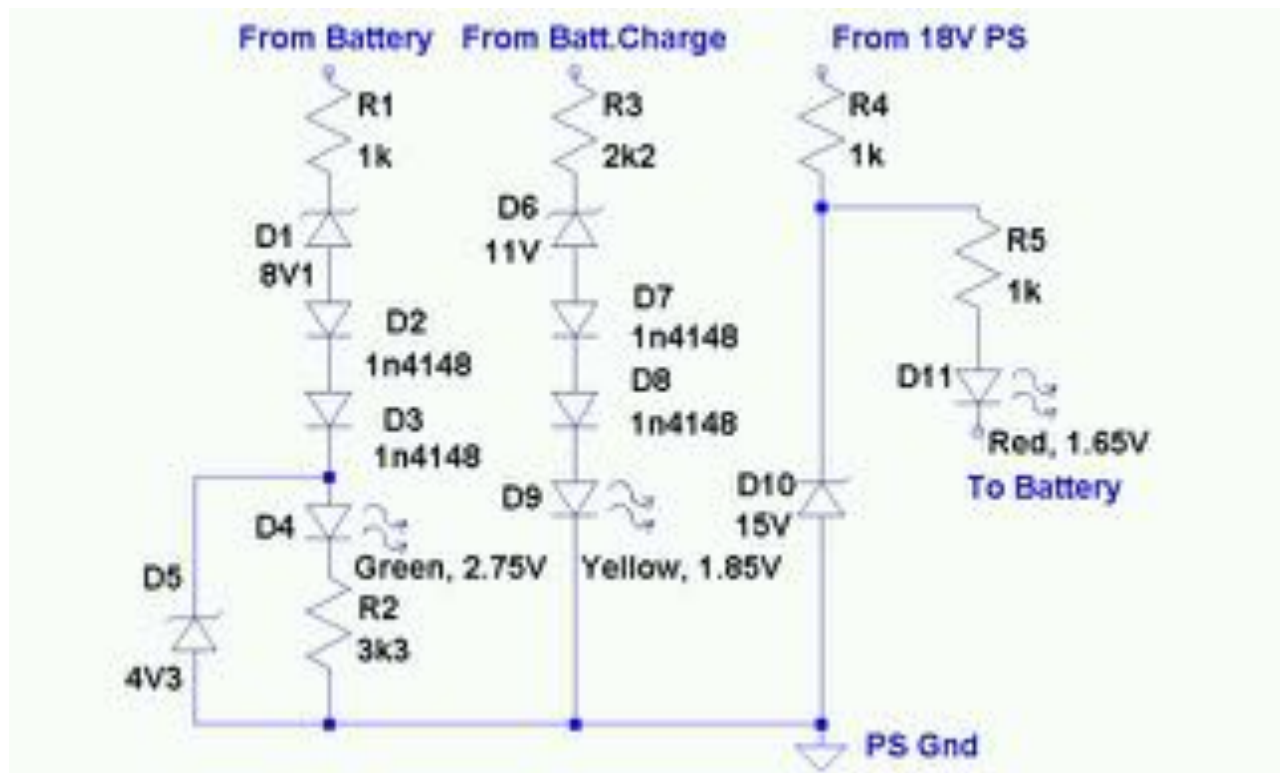 From Battery
From Batt.Charge
From 18V PS
R1
1k
R3
2k2
R4
1k
D1
8V1
D6
11V
R5
1k
D2
1n4148
D7
1n4148
D3
1n4148
D8
1n4148
D11
Red, 1.65V
To Battery
D4
Green, 2.75V
D9
Yellow, 1.85V
D10
15V
D5
4V3
R2
3k3
PS Gnd